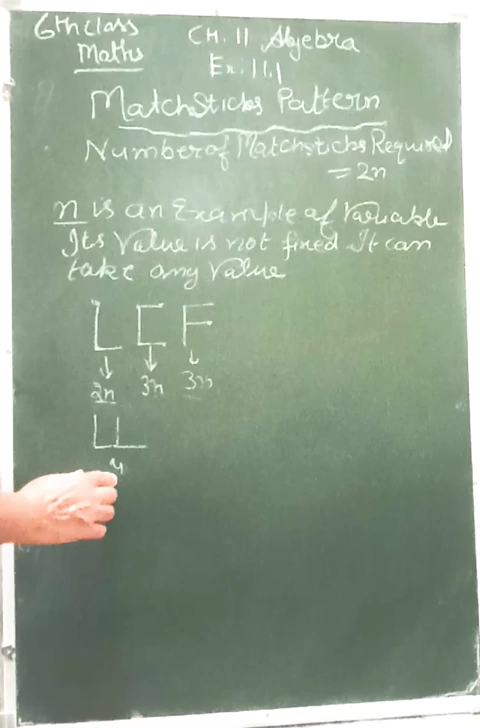 6th class CH. 11 Algebra
Maths Ex: 11.1
Matchsticks Pattern
Number of Matchsticks Required
= 2n
n is an Example of Variable
Its Value is not fixed It can
take any Value
L C F
2n 3n 3n
LL
4